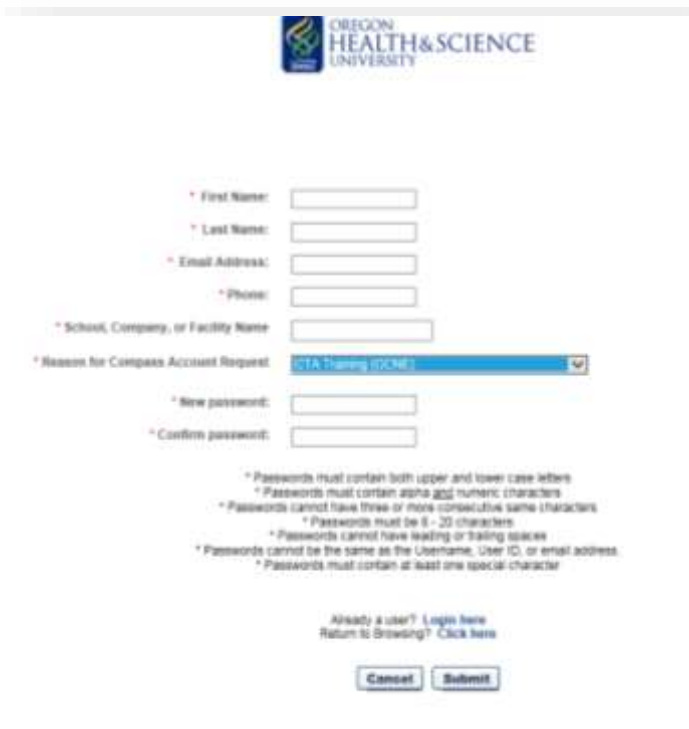 OREGON
HEALTH&SCIENCE
UNIVERSITY
* First Name:
* Last Name:
* Email Address:
* Phone:
* School, Company, or Facility Name
* Reason for Compass Account Request
CTA Training (OCNE)
* New password:
* Confirm password:
* Passwords must contain both upper and lower case letters
* Passwords must contain alpha and numeric characters
* Passwords cannot have three or more consecutive same characters
* Passwords must be 8 - 20 characters
* Passwords cannot have leading or trailing spaces
* Passwords cannot be the same as the Username, User ID, or email address.
* Passwords must contain at least one special character
Already a user? Login here
Return to Browsing? Click here
Cancel Submit